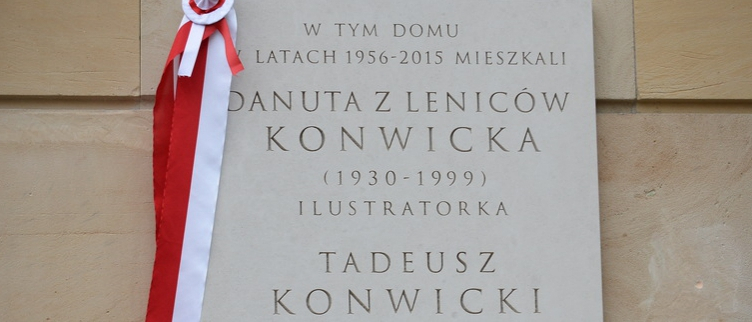 W TYM DOMU
W LATACH 1956-2015 MIESZKALI
DANUTA Z LENICÓW
KONWICKA
(1930-1999)
ILUSTRATORKA
TADEUSZ
KONWICKI